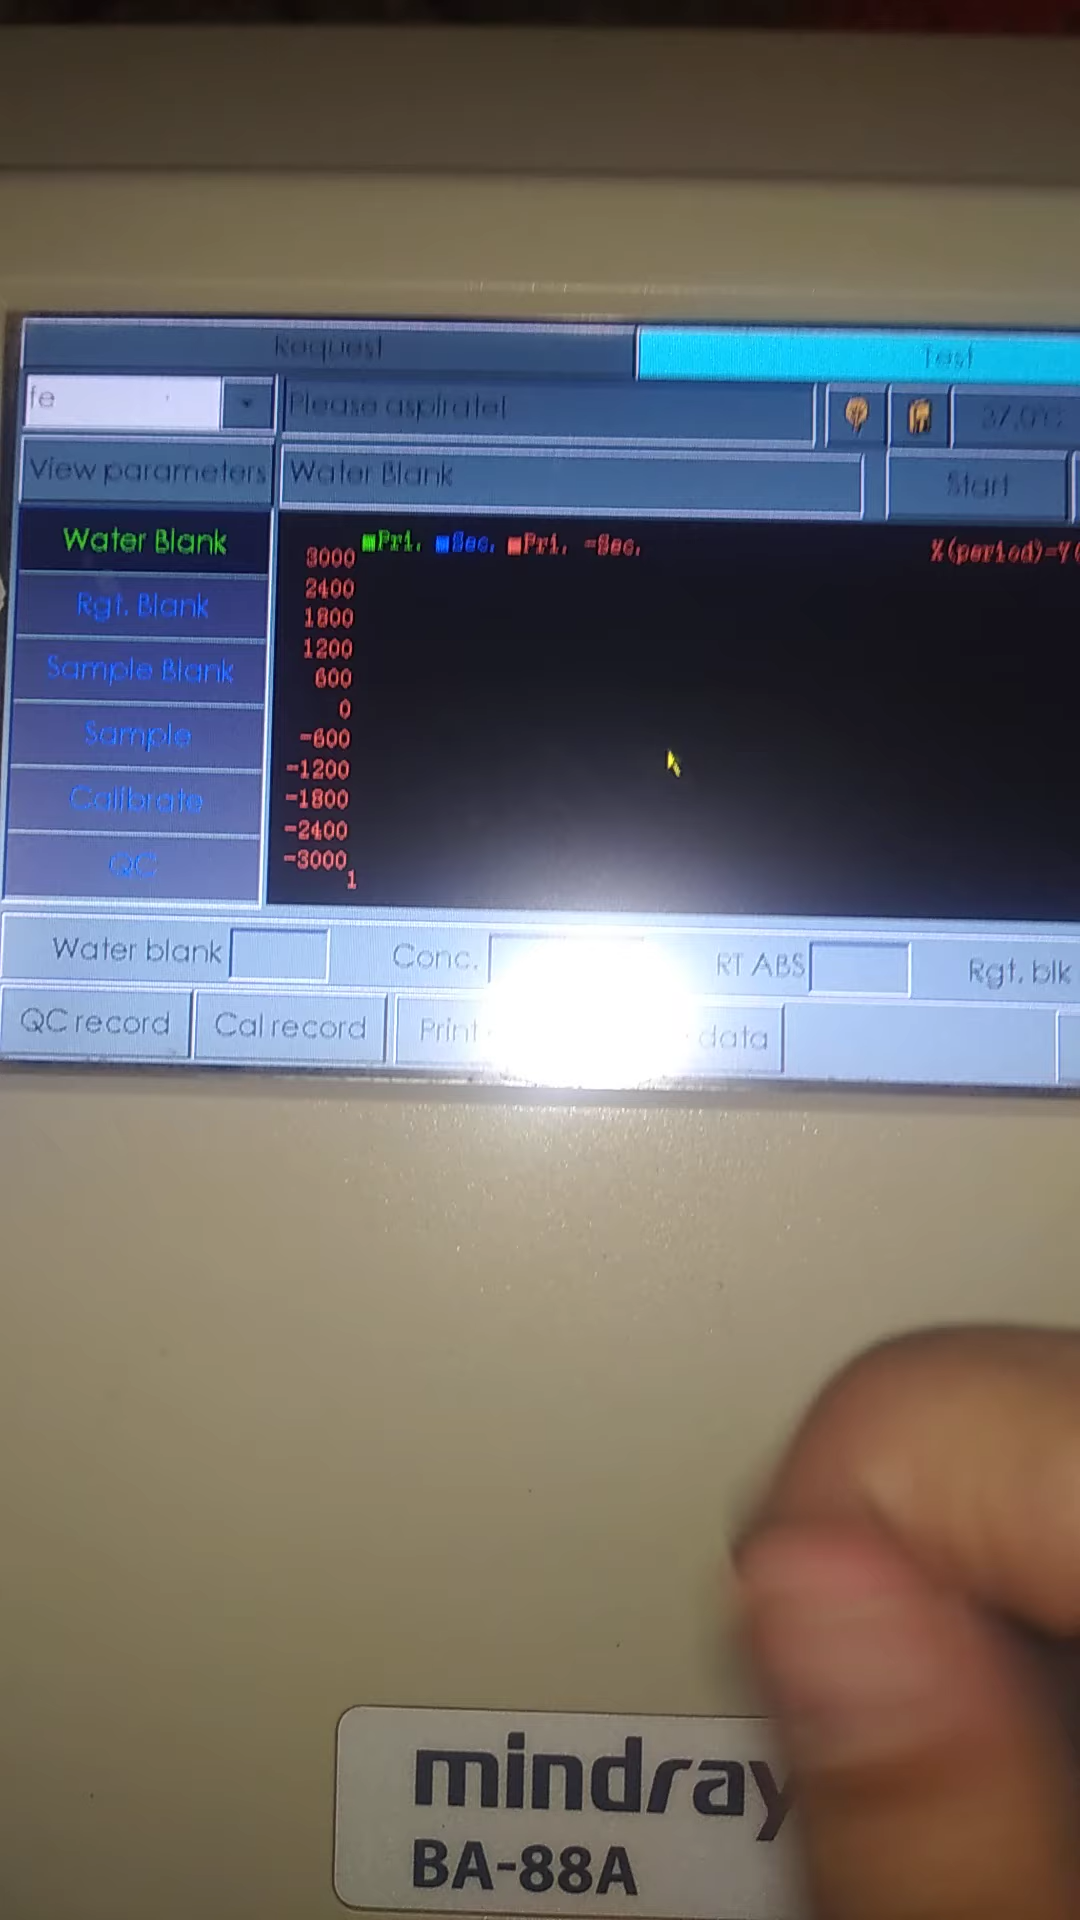 Request Test
fe Please aspirate! 37.0°C
View parameters Water Blank Start
Water Blank
Rgt. Blank
Sample Blank
Sample
Calibrate
QC
Pri. Sec. Pri. =Sec. X(period)=Y(
3000
2400
1800
1200
600
0
-600
-1200
-1800
-2400
-3000
1
Water blank Conc. RT ABS Rgt. blk
QC record Cal record Print data
mindray
BA-88A